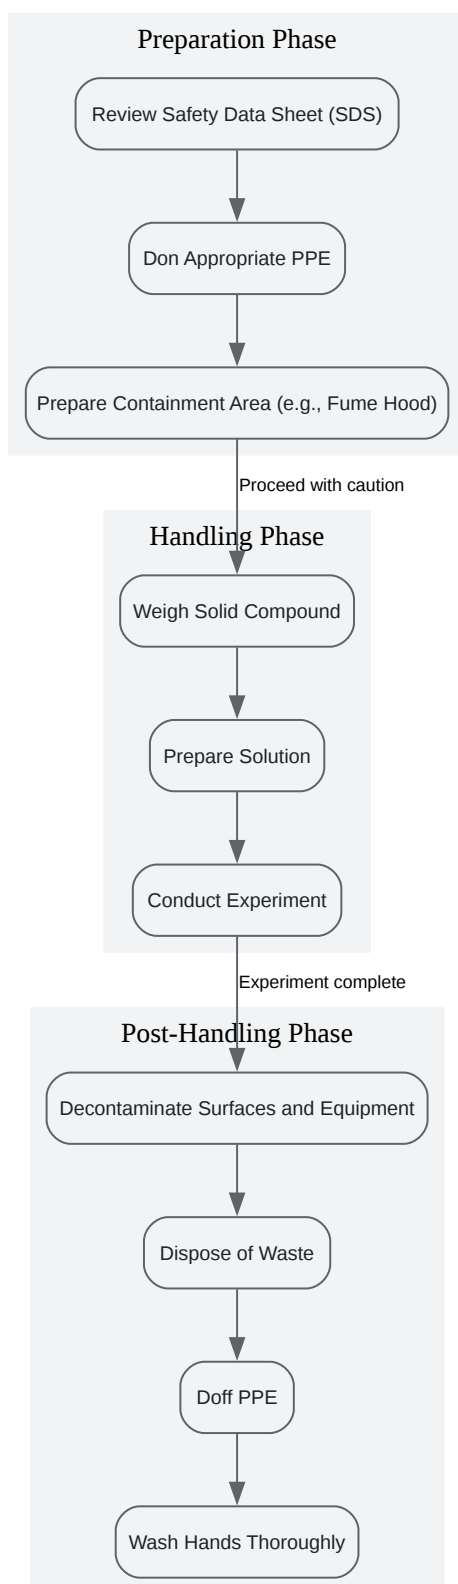 Preparation Phase
Review Safety Data Sheet (SDS)
Don Appropriate PPE
Prepare Containment Area (e.g., Fume Hood)
Proceed with caution
Handling Phase
Weigh Solid Compound
Prepare Solution
Conduct Experiment
Experiment complete
Post-Handling Phase
Decontaminate Surfaces and Equipment
Dispose of Waste
Doff PPE
Wash Hands Thoroughly